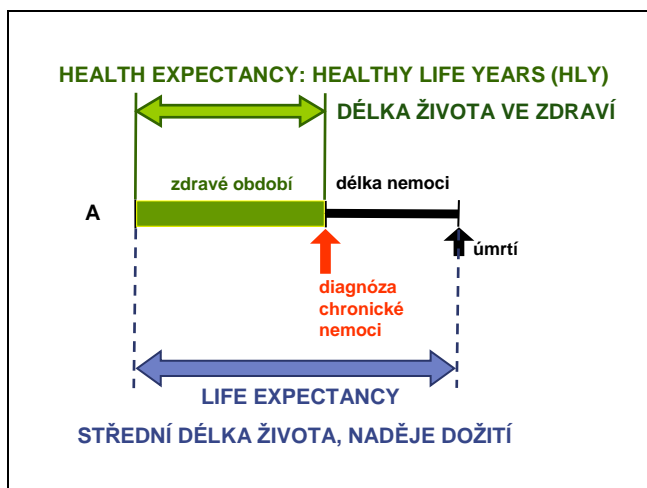 HEALTH EXPECTANCY: HEALTHY LIFE YEARS (HLY)
DÉLKA ŽIVOTA VE ZDRAVÍ
zdravé období
délka nemoci
A
úmrtí
diagnóza
chronické
nemoci
LIFE EXPECTANCY
STŘEDNÍ DÉLKA ŽIVOTA, NADĚJE DOŽITÍ